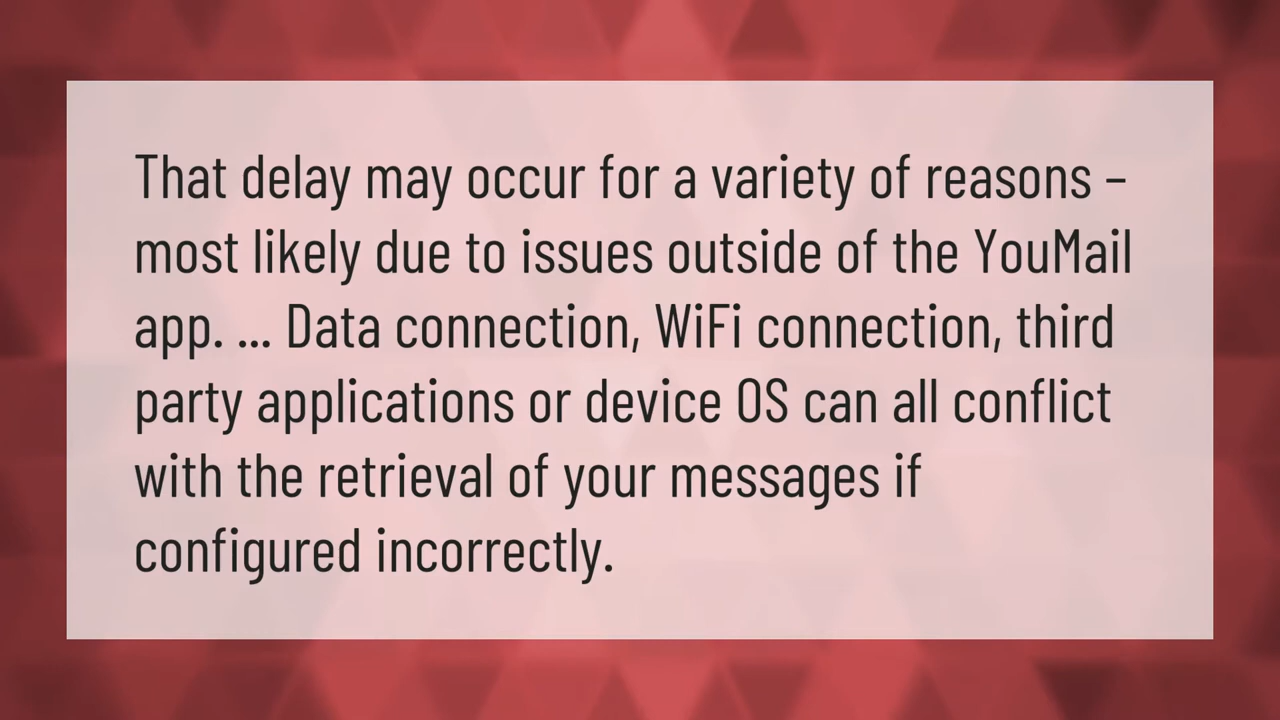 That delay may occur for a variety of reasons –
most likely due to issues outside of the YouMail
app. ... Data connection, WiFi connection, third
party applications or device OS can all conflict
with the retrieval of your messages if
configured incorrectly.